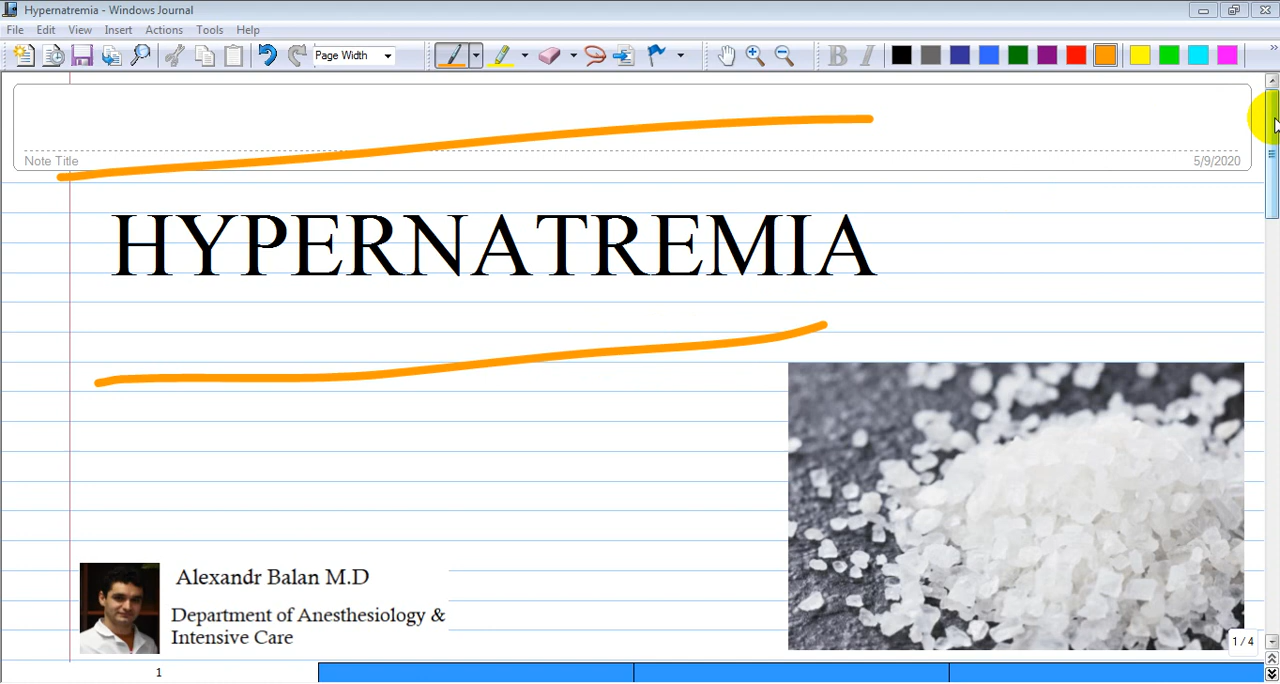 Hypernatremia - Windows Journal
File Edit View Insert Actions Tools Help
Page Width
B I
Note Title
5/9/2020
HYPERNATREMIA
Alexandr Balan M.D
Department of Anesthesiology &
Intensive Care
1 / 4
1